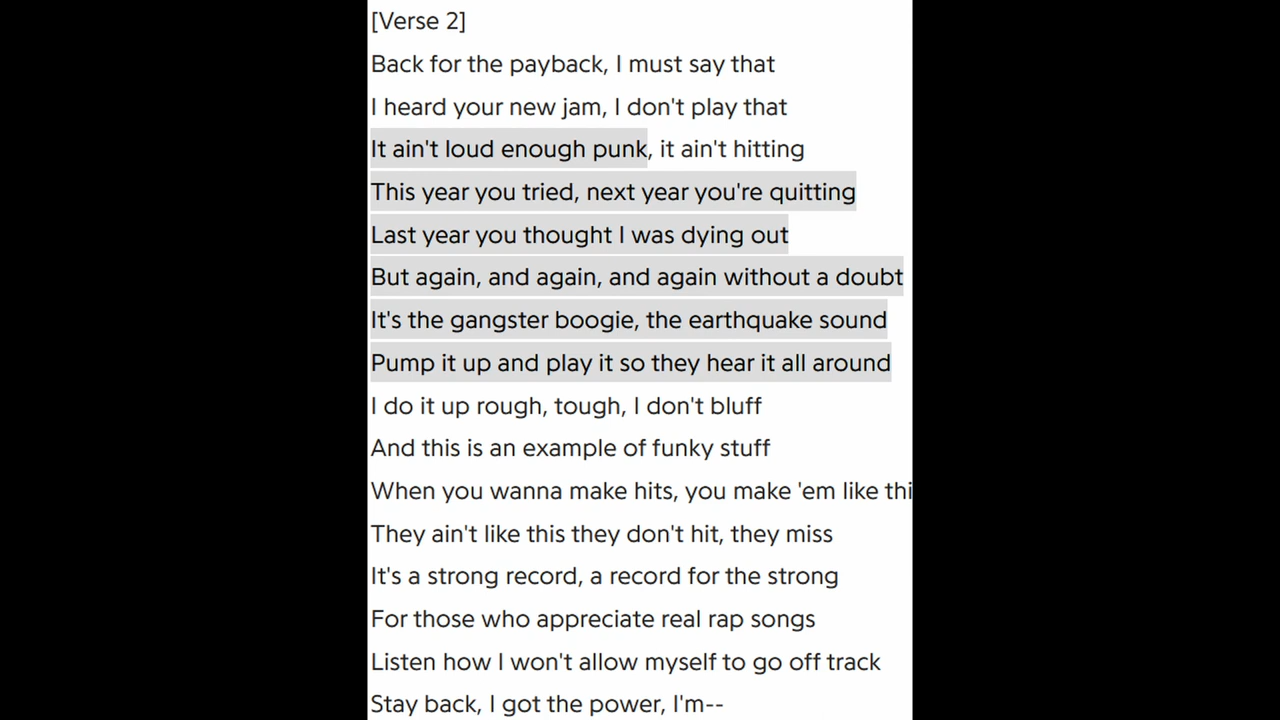 [Verse 2]
Back for the payback, I must say that
I heard your new jam, I don't play that
It ain't loud enough punk, it ain't hitting
This year you tried, next year you're quitting
Last year you thought I was dying out
But again, and again, and again without a doubt
It's the gangster boogie, the earthquake sound
Pump it up and play it so they hear it all around
I do it up rough, tough, I don't bluff
And this is an example of funky stuff
When you wanna make hits, you make 'em like thi
They ain't like this they don't hit, they miss
It's a strong record, a record for the strong
For those who appreciate real rap songs
Listen how I won't allow myself to go off track
Stay back, I got the power, I'm--